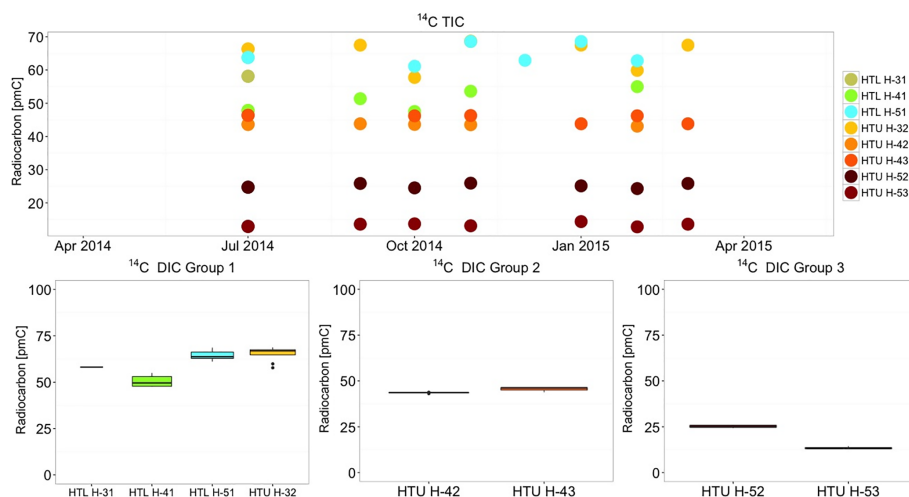 ¹⁴C TIC
Radiocarbon [pmC]
70
60
50
40
30
20
Apr 2014
Jul 2014
Oct 2014
Jan 2015
Apr 2015
HTL H-31
HTL H-41
HTL H-51
HTU H-32
HTU H-42
HTU H-43
HTU H-52
HTU H-53
¹⁴C DIC Group 1
Radiocarbon [pmC]
100
75
50
25
0
HTL H-31
HTL H-41
HTL H-51
HTU H-32
¹⁴C DIC Group 2
Radiocarbon [pmC]
100
75
50
25
0
HTU H-42
HTU H-43
¹⁴C DIC Group 3
Radiocarbon [pmC]
100
75
50
25
0
HTU H-52
HTU H-53